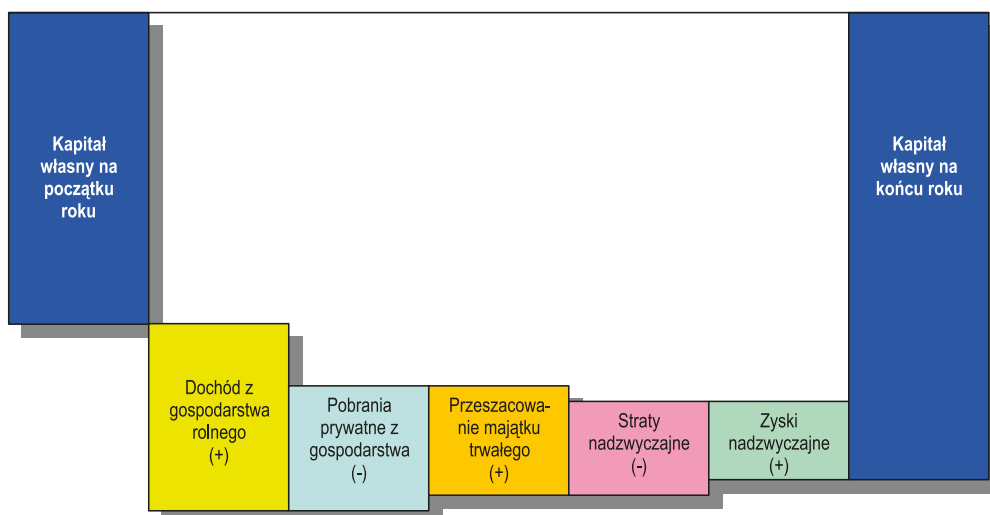 Kapitał
własny na
początku
roku
Kapitał
własny na
końcu roku
Dochód z
gospodarstwa
rolnego
(+)
Pobrania
prywatne z
gospodarstwa
(-)
Przeszacowa-
nie majątku
trwałego
(+)
Straty
nadzwyczajne
(-)
Zyski
nadzwyczajne
(+)